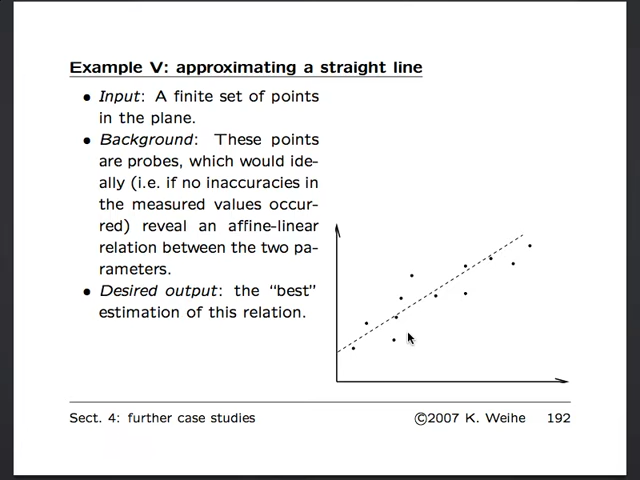 Example V: approximating a straight line
• Input: A finite set of points
in the plane.
• Background: These points
are probes, which would ide-
ally (i.e. if no inaccuracies in
the measured values occur-
red) reveal an affine-linear
relation between the two pa-
rameters.
• Desired output: the “best”
estimation of this relation.
Sect. 4: further case studies
©2007 K. Weihe 192